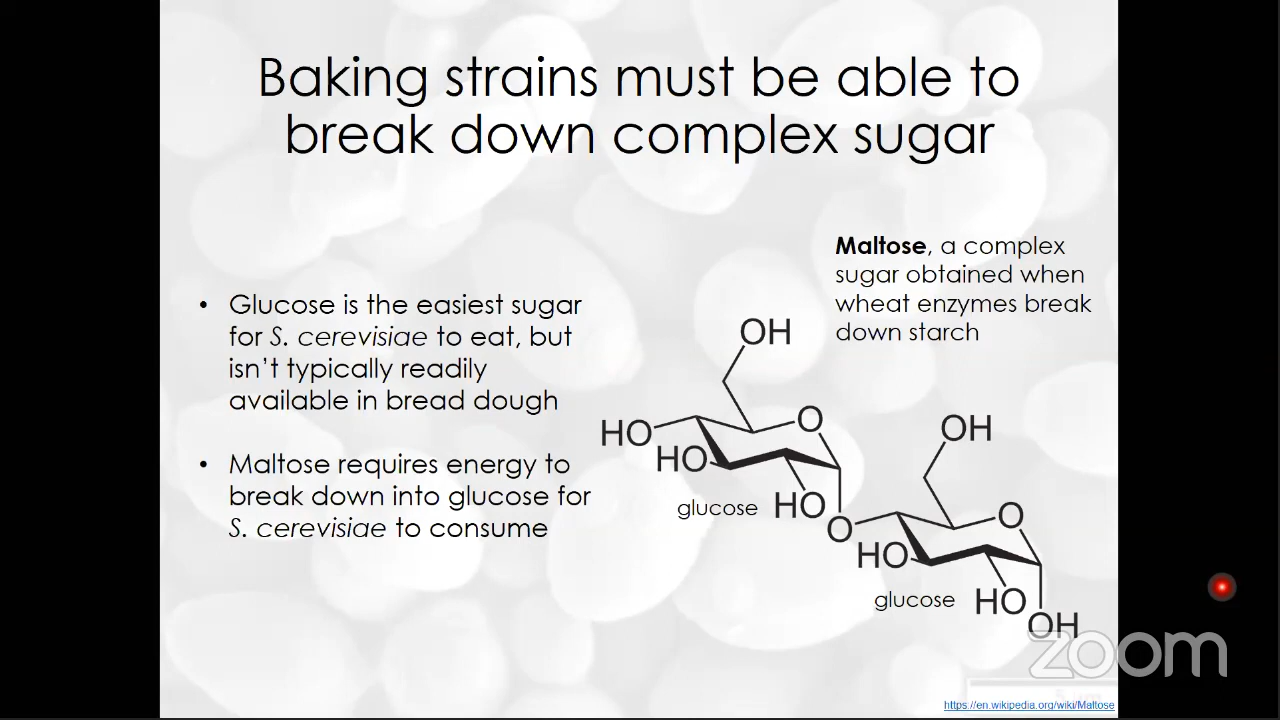 Baking strains must be able to
break down complex sugar
• Glucose is the easiest sugar
for S. cerevisiae to eat, but
isn't typically readily
available in bread dough
• Maltose requires energy to
break down into glucose for
S. cerevisiae to consume
Maltose, a complex
sugar obtained when
wheat enzymes break
down starch
OH
HO
O
HO
HO
glucose
O
OH
O
HO
HO
glucose
OH
zoom
https://en.wikipedia.org/wiki/Maltose